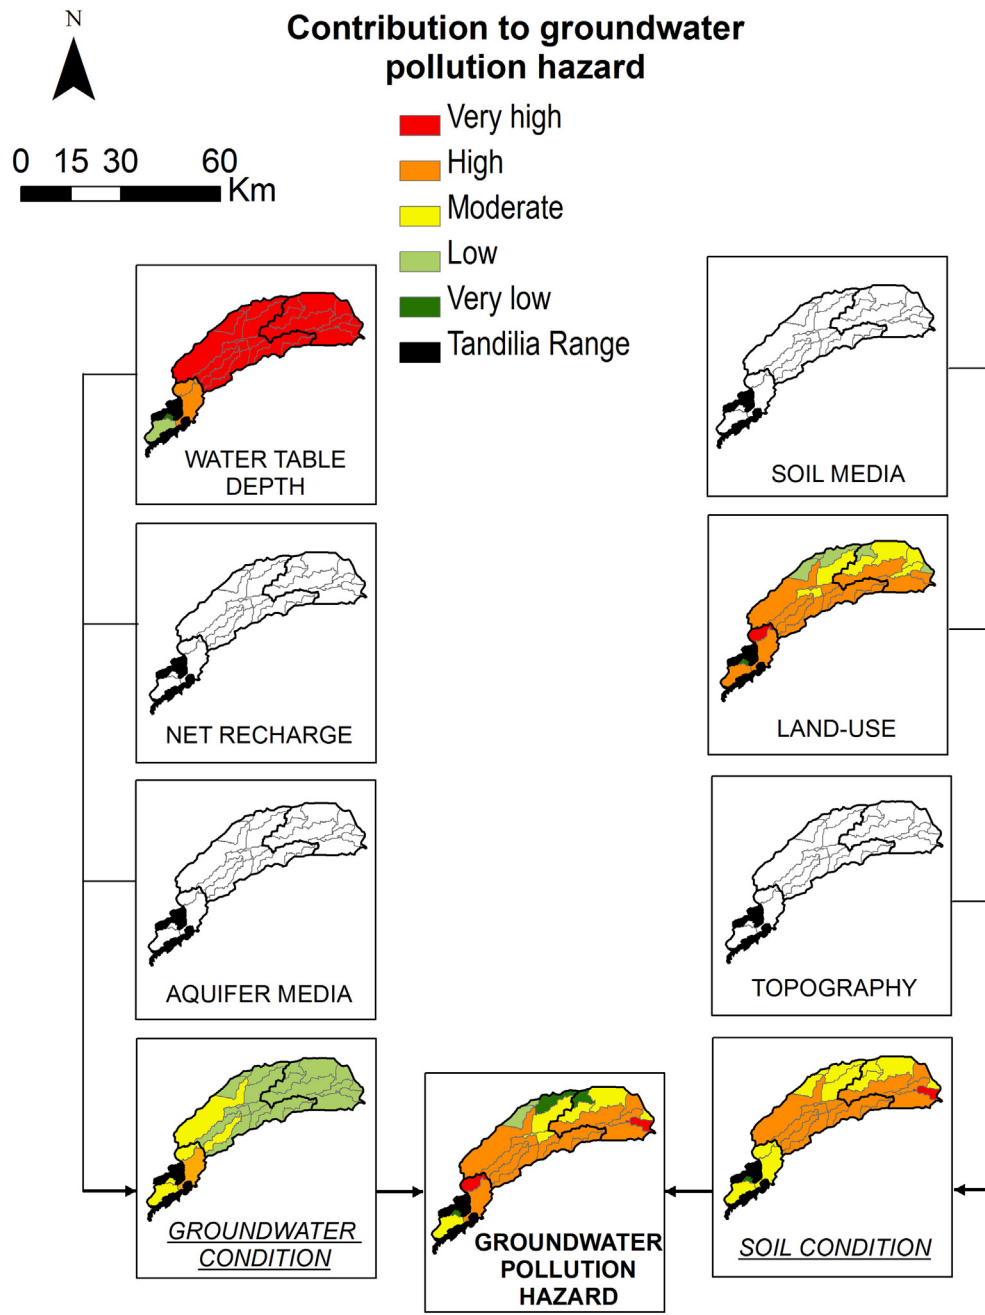 N
Contribution to groundwater
pollution hazard
0 15 30 60
Km
Very high
High
Moderate
Low
Very low
Tandilia Range
WATER TABLE
DEPTH
SOIL MEDIA
NET RECHARGE
LAND-USE
AQUIFER MEDIA
TOPOGRAPHY
GROUNDWATER
CONDITION
GROUNDWATER
POLLUTION
HAZARD
SOIL CONDITION